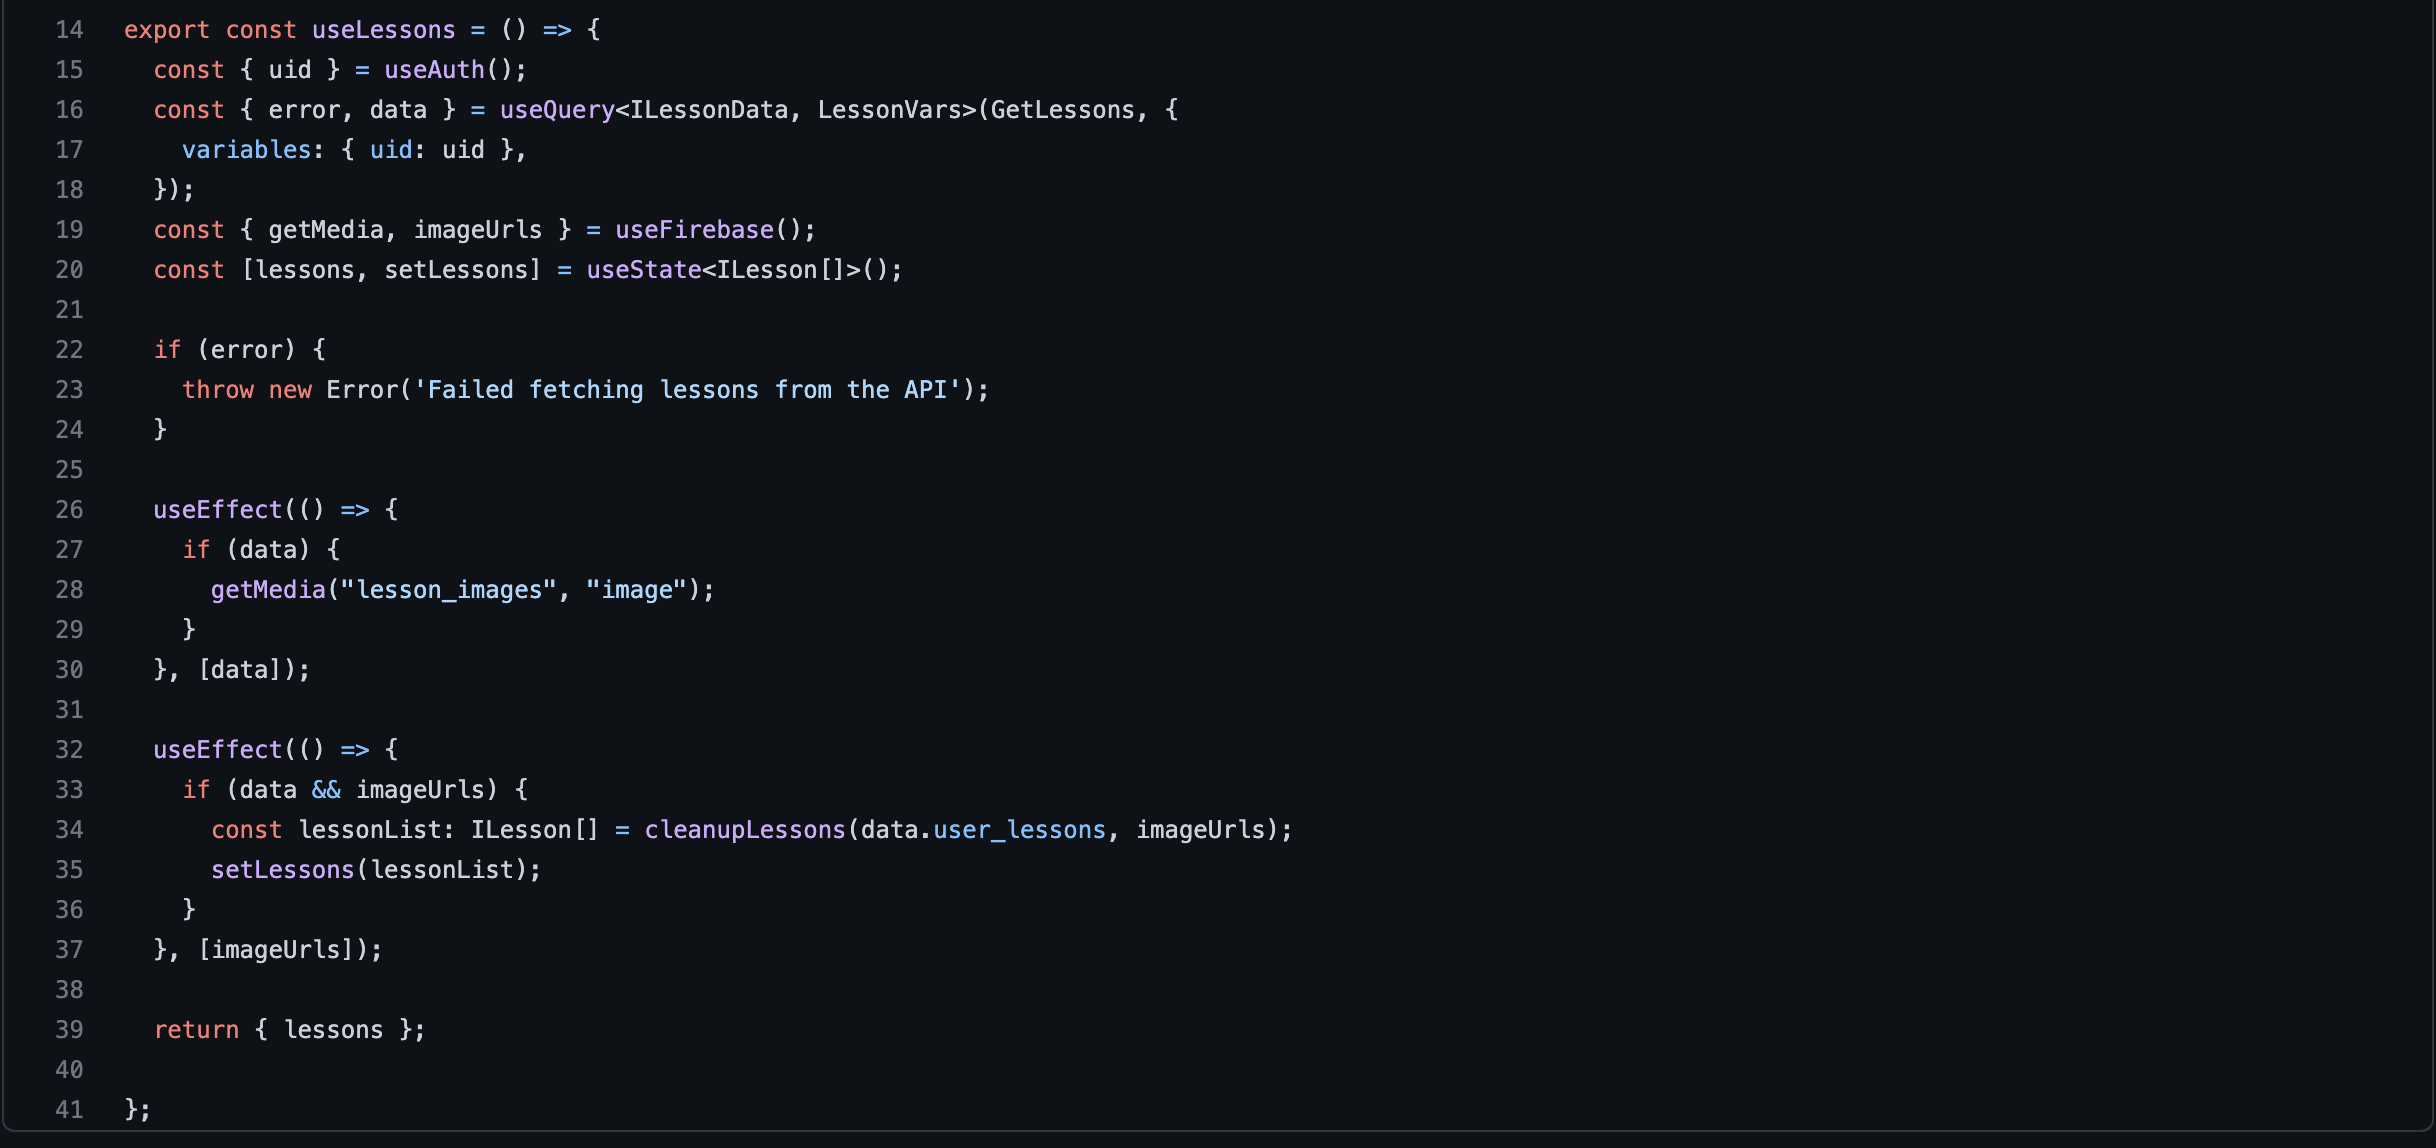 14 export const useLessons = () => {
15   const { uid } = useAuth();
16   const { error, data } = useQuery<ILessonData, LessonVars>(GetLessons, {
17     variables: { uid: uid },
18   });
19   const { getMedia, imageUrls } = useFirebase();
20   const [lessons, setLessons] = useState<ILesson[]>();
21
22   if (error) {
23     throw new Error('Failed fetching lessons from the API');
24   }
25
26   useEffect(() => {
27     if (data) {
28       getMedia("lesson_images", "image");
29     }
30   }, [data]);
31
32   useEffect(() => {
33     if (data && imageUrls) {
34       const lessonList: ILesson[] = cleanupLessons(data.user_lessons, imageUrls);
35       setLessons(lessonList);
36     }
37   }, [imageUrls]);
38
39   return { lessons };
40
41 };